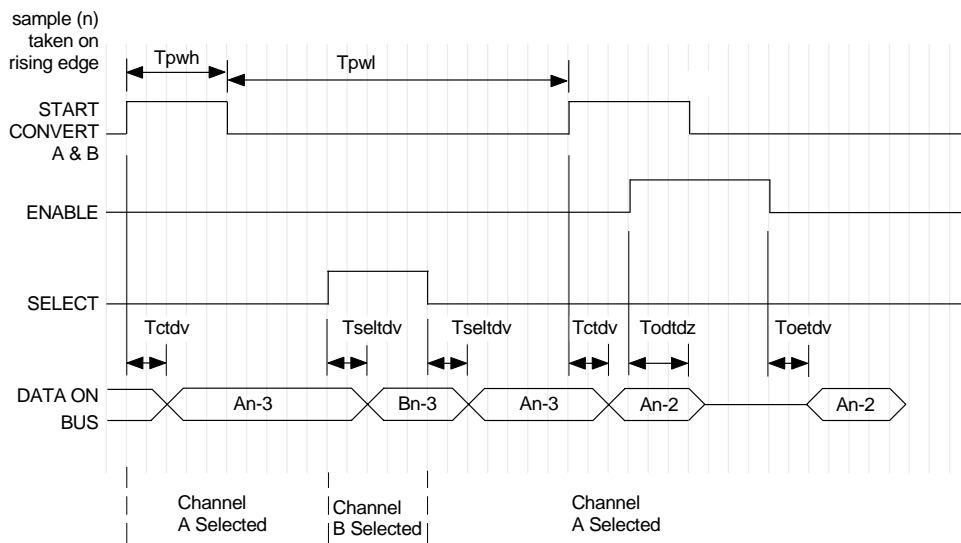 sample (n)
taken on
rising edge
Tpwh
Tpwl
START
CONVERT
A & B
ENABLE
SELECT
Tctdv
Tseltdv
Tseltdv
Tctdv
Todtdz
Toetdv
DATA ON
BUS
An-3
Bn-3
An-3
An-2
An-2
Channel
A Selected
Channel
B Selected
Channel
A Selected